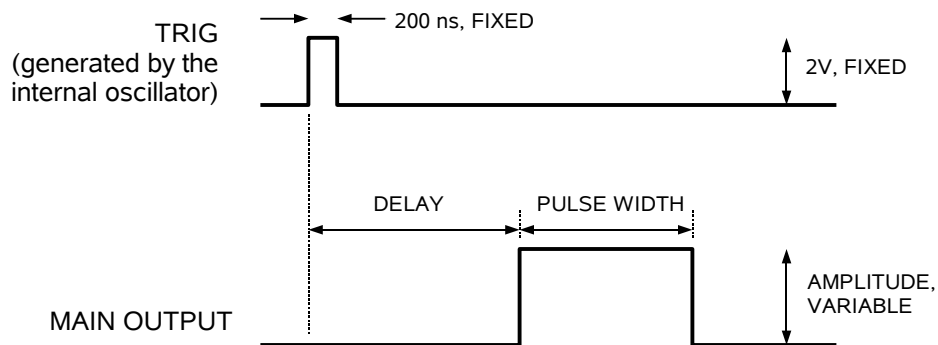 TRIG
(generated by the
internal oscillator)
200 ns, FIXED
2V, FIXED
DELAY
PULSE WIDTH
MAIN OUTPUT
AMPLITUDE,
VARIABLE